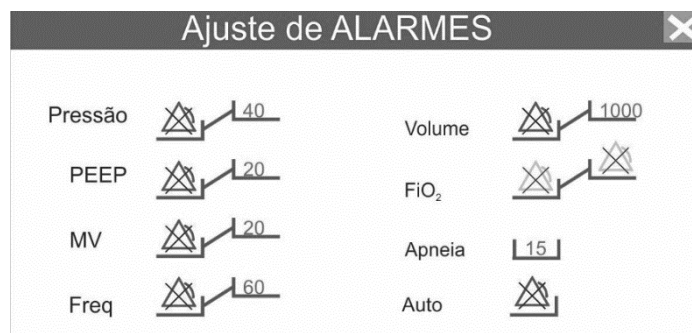 Ajuste de ALARMES
Pressão 40
PEEP 20
MV 20
Freq 60
Volume 1000
FiO₂
Apneia 15
Auto